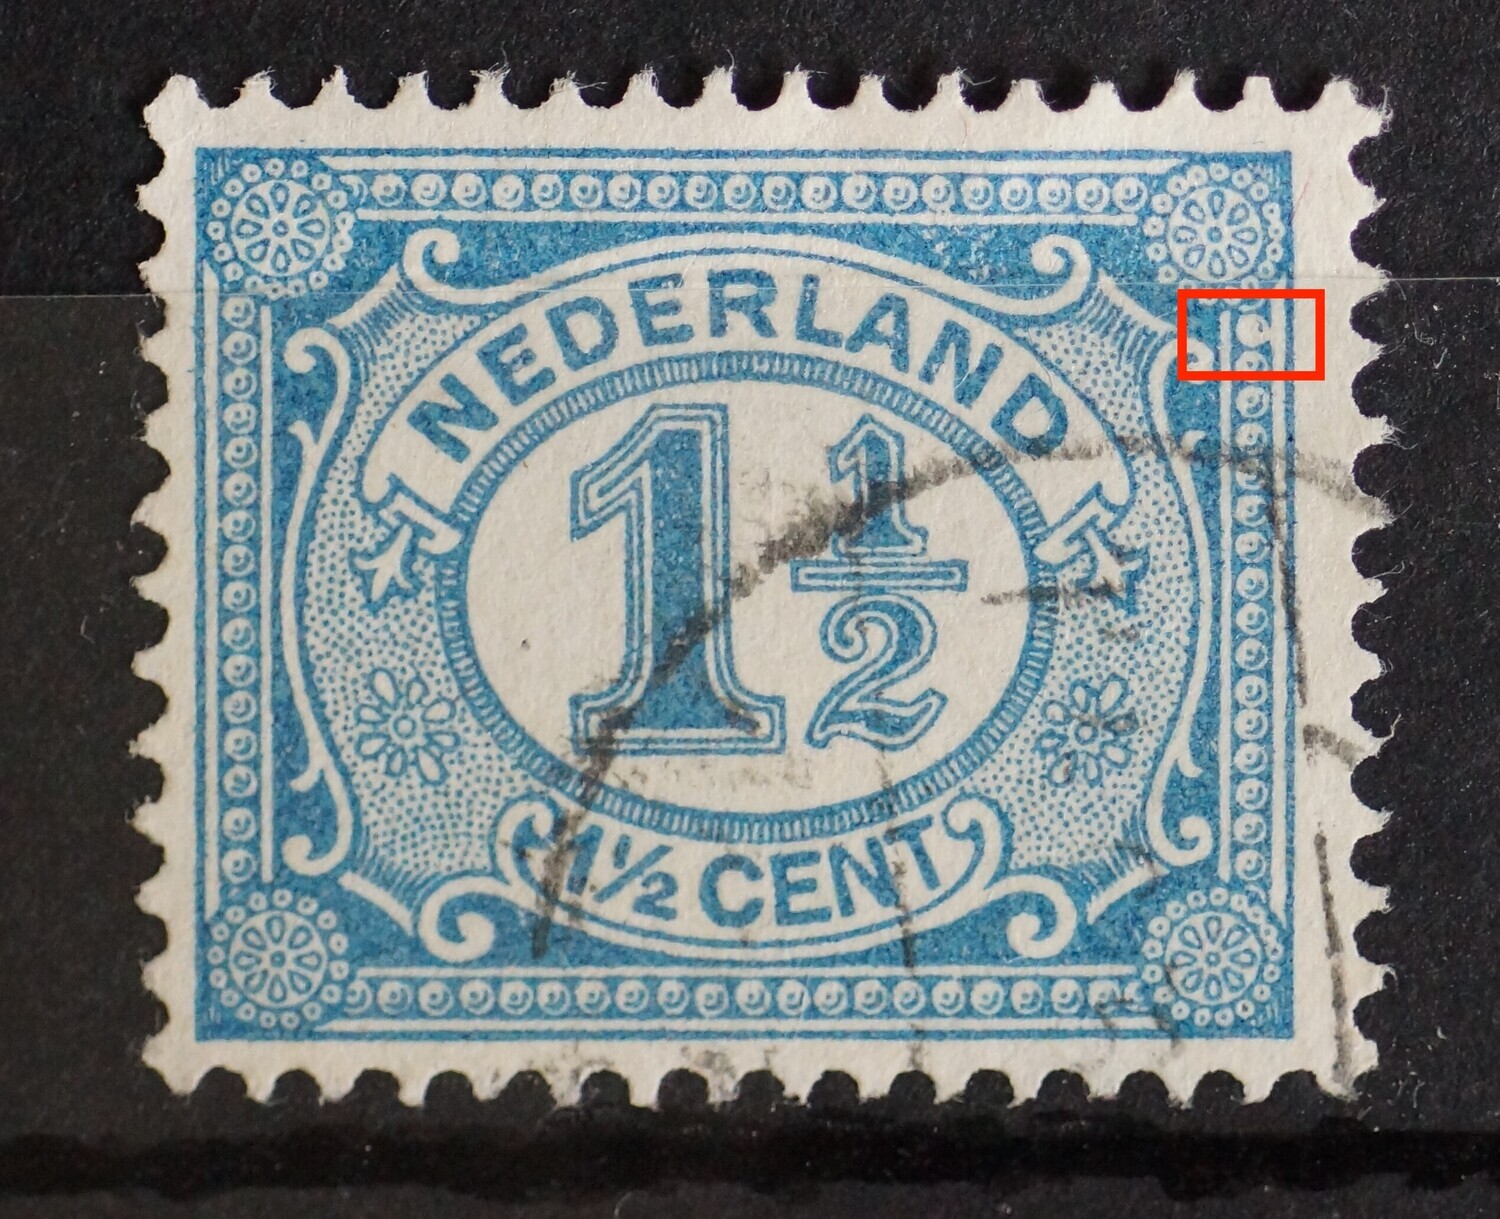 NEDERLAND
1 1/2
1½ CENT